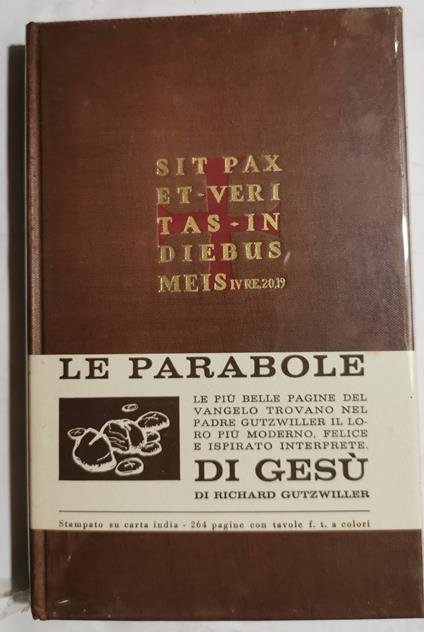 SIT PAX
ET-VERI
TAS-IN
DIEBUS
MEIS IV RE,20,19
LE PARABOLE
LE PIÙ BELLE PAGINE DEL
VANGELO TROVANO NEL
PADRE GUTZWILLER IL LO-
RO PIÙ MODERNO, FELICE
E ISPIRATO INTERPRETE.
DI GESÙ
DI RICHARD GUTZWILLER
Stampato su carta india - 264 pagine con tavole f. t. a colori